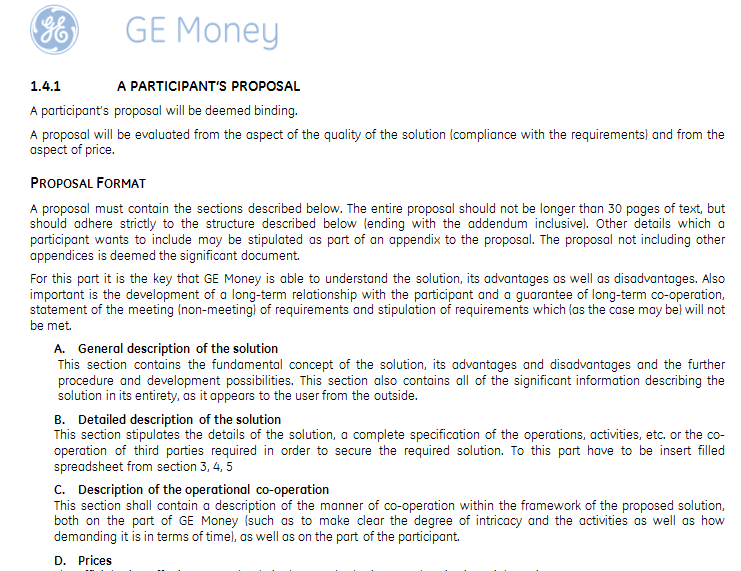 GE Money
1.4.1 A PARTICIPANT'S PROPOSAL
A participant's proposal will be deemed binding.
A proposal will be evaluated from the aspect of the quality of the solution (compliance with the requirements) and from the
aspect of price.
PROPOSAL FORMAT
A proposal must contain the sections described below. The entire proposal should not be longer than 30 pages of text, but
should adhere strictly to the structure described below (ending with the addendum inclusive). Other details which a
participant wants to include may be stipulated as part of an appendix to the proposal. The proposal not including other
appendices is deemed the significant document.
For this part it is the key that GE Money is able to understand the solution, its advantages as well as disadvantages. Also
important is the development of a long-term relationship with the participant and a guarantee of long-term co-operation,
statement of the meeting (non-meeting) of requirements and stipulation of requirements which (as the case may be) will not
be met.
A. General description of the solution
This section contains the fundamental concept of the solution, its advantages and disadvantages and the further
procedure and development possibilities. This section also contains all of the significant information describing the
solution in its entirety, as it appears to the user from the outside.
B. Detailed description of the solution
This section stipulates the details of the solution, a complete specification of the operations, activities, etc. or the co-
operation of third parties required in order to secure the required solution. To this part have to be insert filled
spreadsheet from section 3, 4, 5
C. Description of the operational co-operation
This section shall contain a description of the manner of co-operation within the framework of the proposed solution,
both on the part of GE Money (such as to make clear the degree of intricacy and the activities as well as how
demanding it is in terms of time), as well as on the part of the participant.
D. Prices